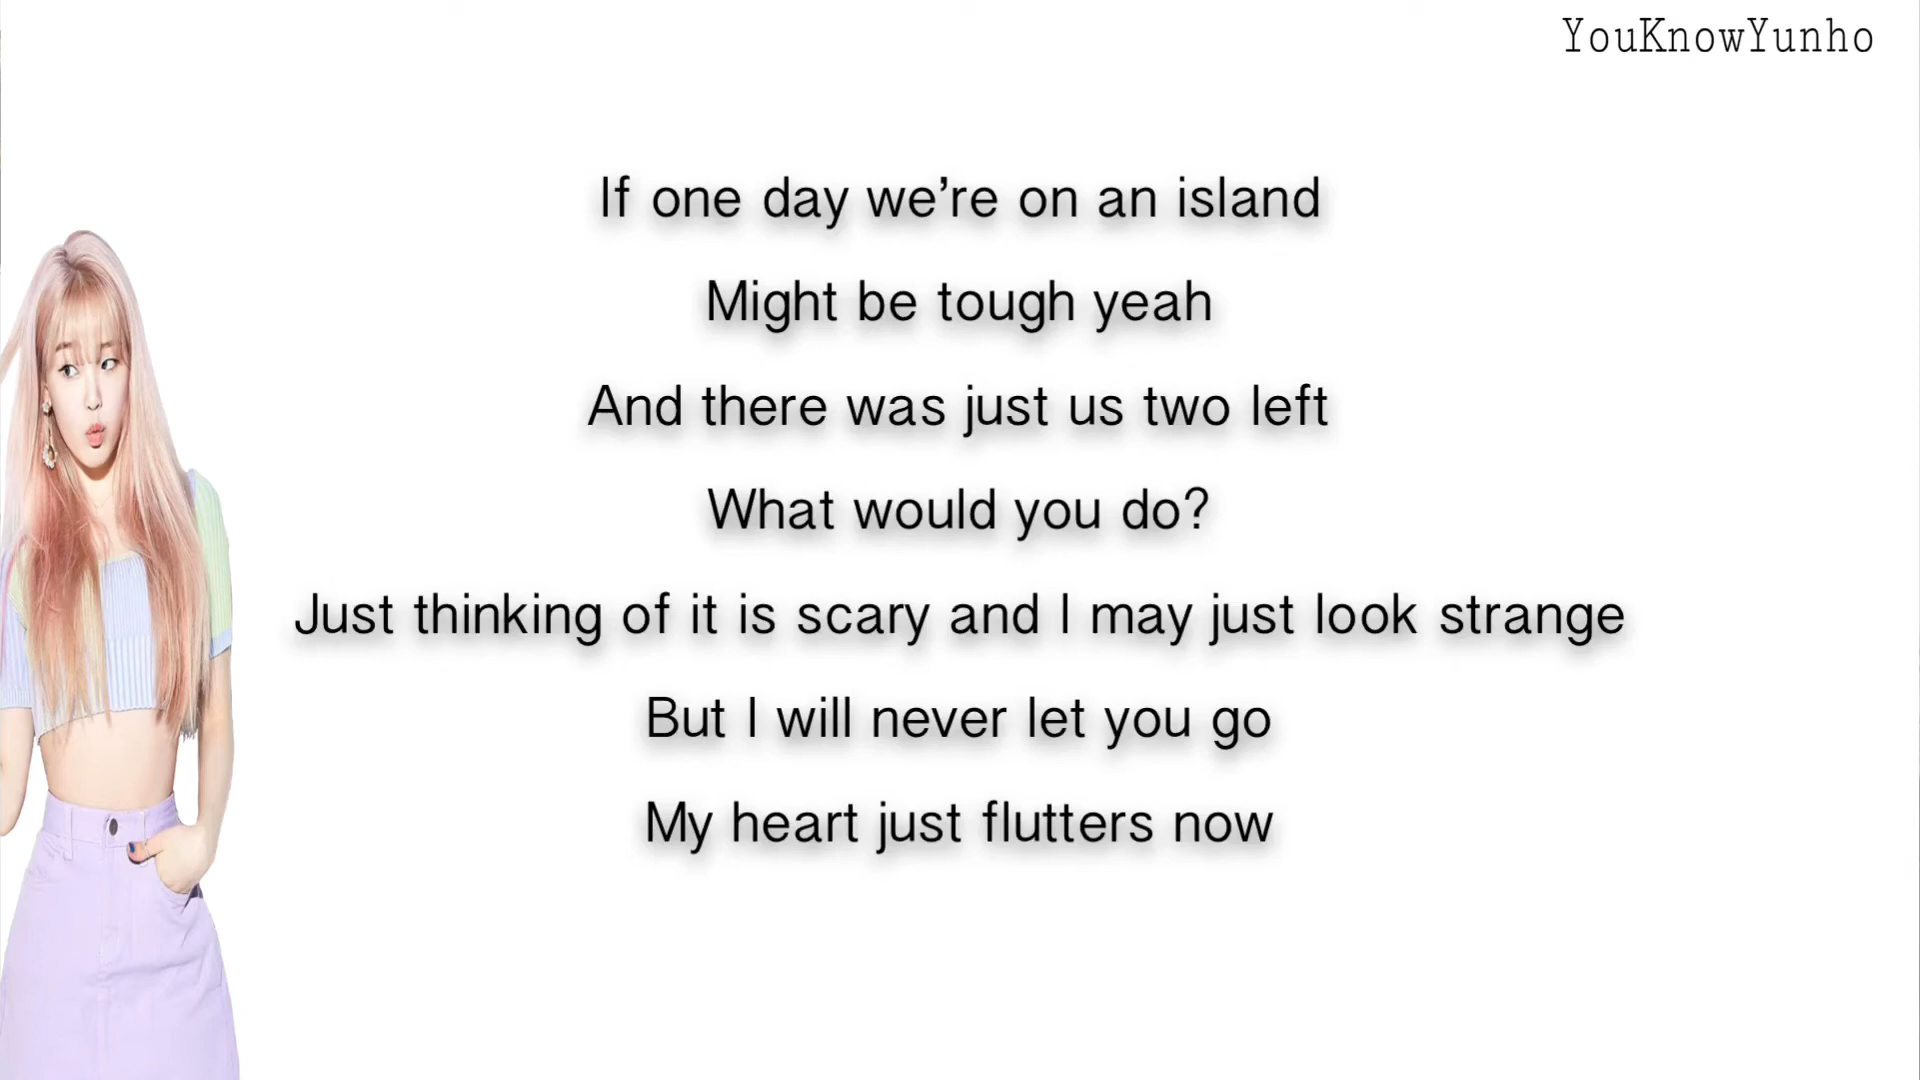 YouKnowYunho
If one day we’re on an island
Might be tough yeah
And there was just us two left
What would you do?
Just thinking of it is scary and I may just look strange
But I will never let you go
My heart just flutters now